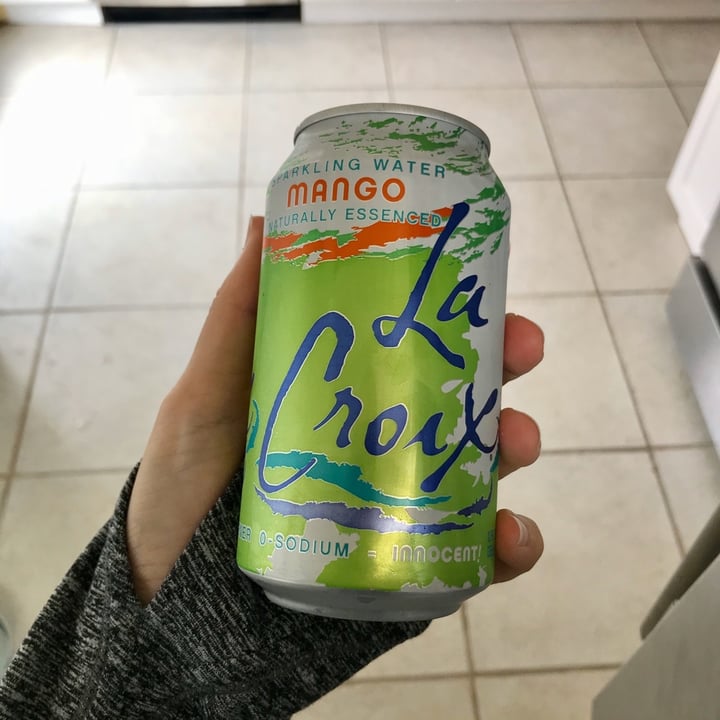 SPARKLING WATER
MANGO
NATURALLY ESSENCED
La
Croix
0-SODIUM = INNOCENT!